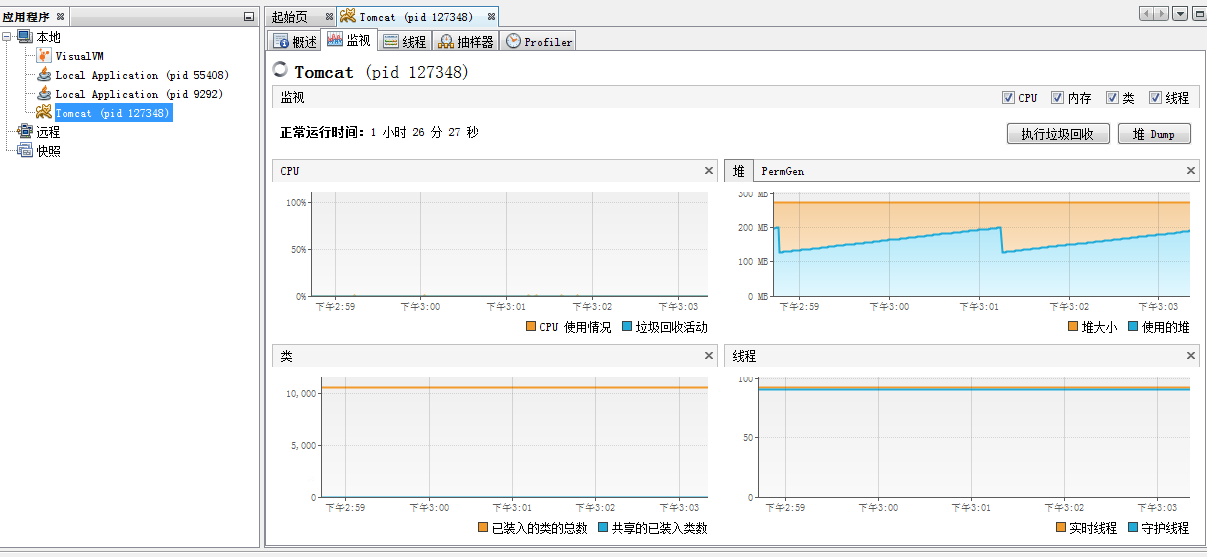 应用程序
本地
VisualVM
Local Application (pid 55408)
Local Application (pid 9292)
Tomcat (pid 127348)
远程
快照
起始页 Tomcat (pid 127348)
概述 监视 线程 抽样器 Profiler
Tomcat (pid 127348)
监视 CPU 内存 类 线程
正常运行时间：1 小时 26 分 27 秒
执行垃圾回收 堆 Dump
CPU
100%
50%
0%
下午2:59 下午3:00 下午3:01 下午3:02 下午3:03
CPU 使用情况 垃圾回收活动
堆 PermGen
300 MB
200 MB
100 MB
0 MB
下午2:59 下午3:00 下午3:01 下午3:02 下午3:03
堆大小 使用的堆
类
10,000
5,000
0
下午2:59 下午3:00 下午3:01 下午3:02 下午3:03
已装入的类的总数 共享的已装入类数
线程
100
50
0
下午2:59 下午3:00 下午3:01 下午3:02 下午3:03
实时线程 守护线程